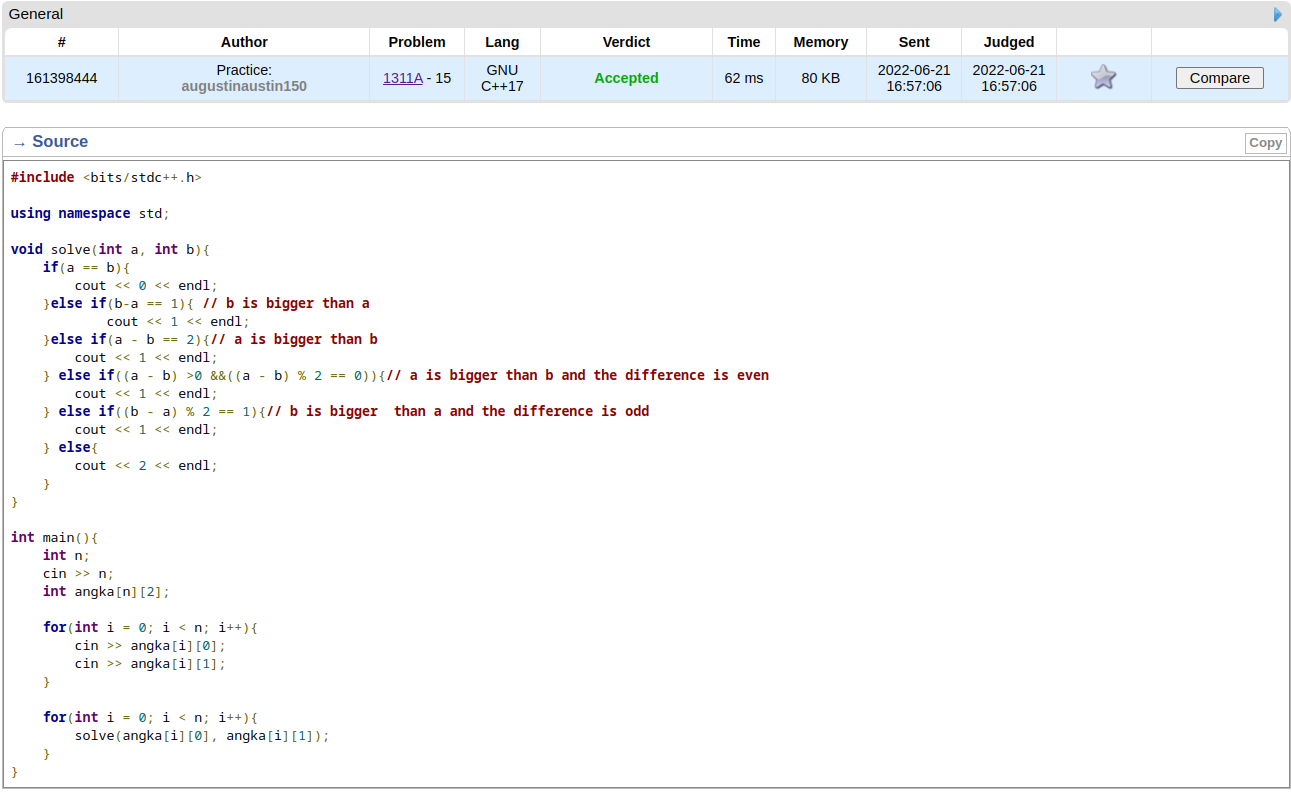 General
# Author Problem Lang Verdict Time Memory Sent Judged
161398444 Practice: augustinaustin150 1311A - 15 GNU C++17 Accepted 62 ms 80 KB 2022-06-21 16:57:06 2022-06-21 16:57:06 Compare
→ Source Copy
#include <bits/stdc++.h>

using namespace std;

void solve(int a, int b){
    if(a == b){
        cout << 0 << endl;
    }else if(b-a == 1){ // b is bigger than a
            cout << 1 << endl;
    }else if(a - b == 2){// a is bigger than b
        cout << 1 << endl;
    } else if((a - b) >0 &&((a - b) % 2 == 0)){// a is bigger than b and the difference is even
        cout << 1 << endl;
    } else if((b - a) % 2 == 1){// b is bigger  than a and the difference is odd
        cout << 1 << endl;
    } else{
        cout << 2 << endl;
    }
}

int main(){
    int n;
    cin >> n;
    int angka[n][2];

    for(int i = 0; i < n; i++){
        cin >> angka[i][0];
        cin >> angka[i][1];
    }

    for(int i = 0; i < n; i++){
        solve(angka[i][0], angka[i][1]);
    }
}